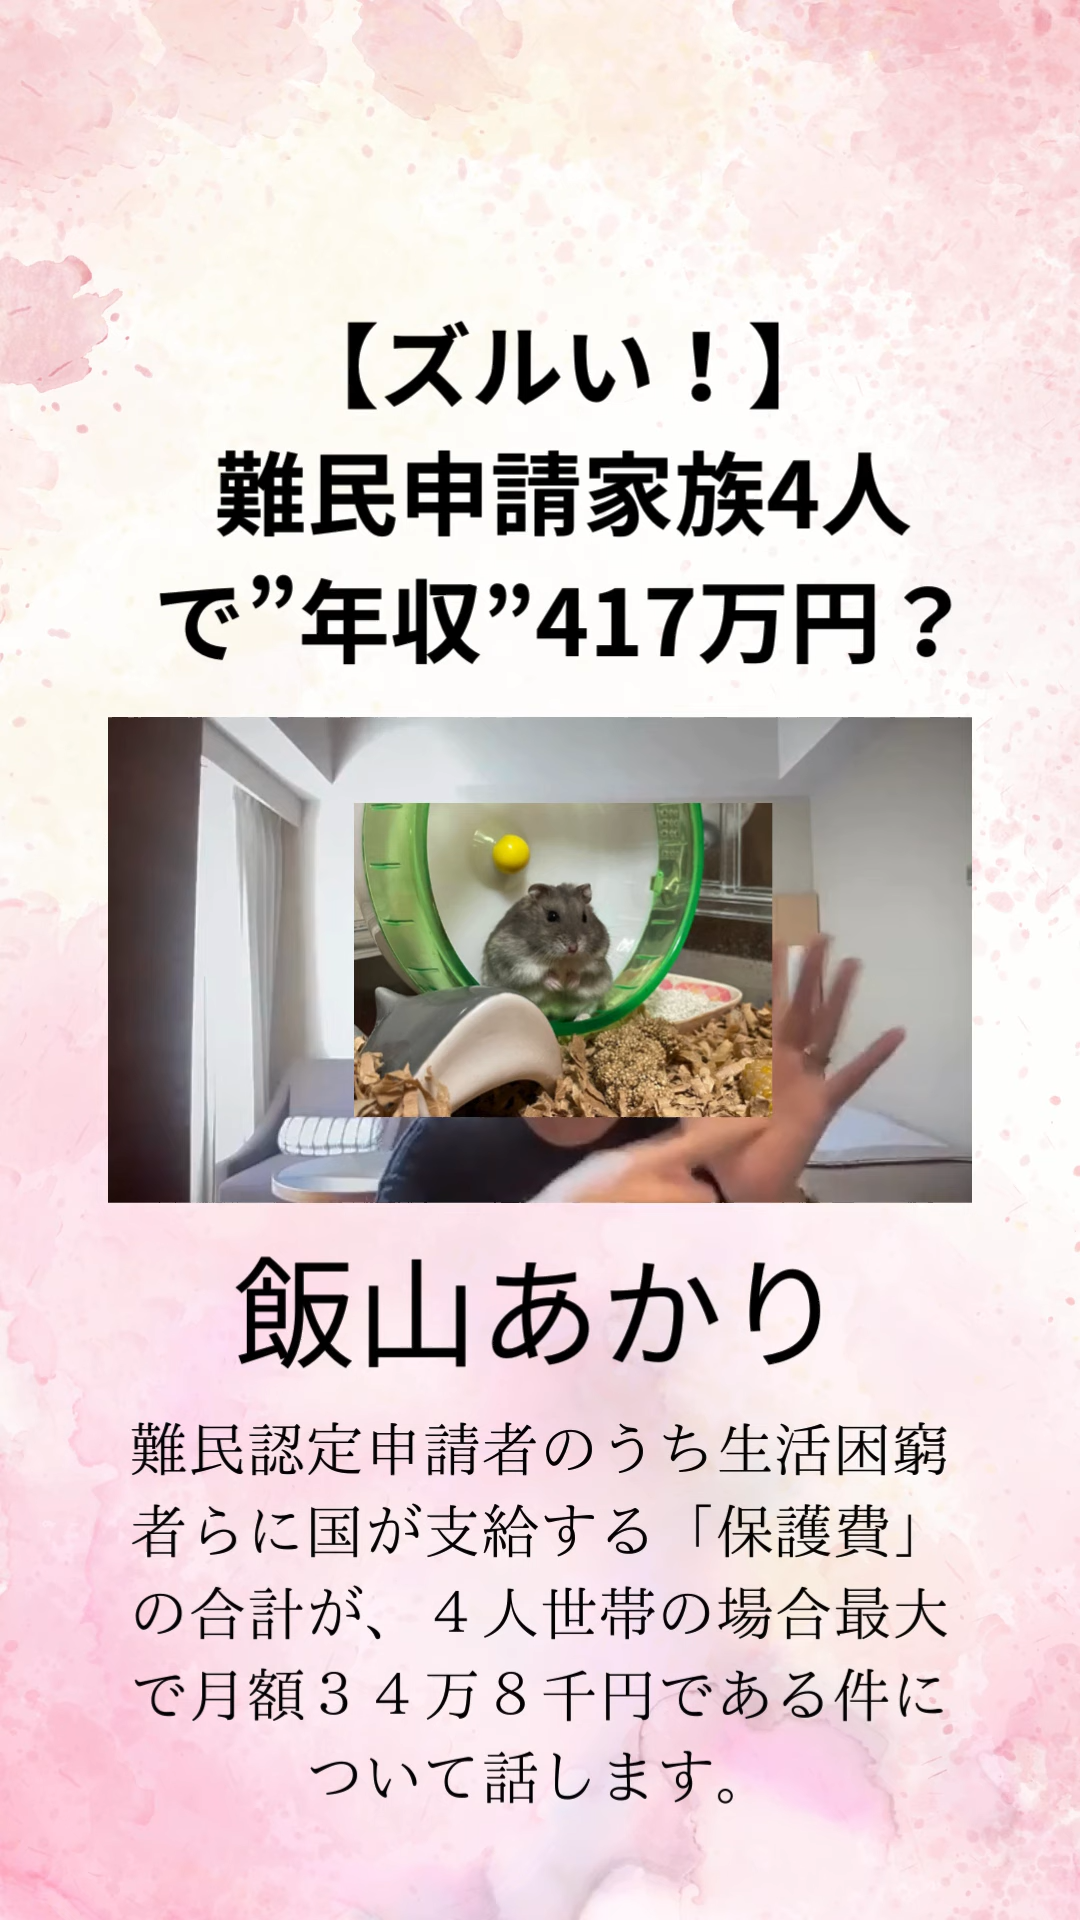 【ズルい！】
難民申請家族4人
で”年収”417万円？
飯山あかり
難民認定申請者のうち生活困窮
者らに国が支給する「保護費」
の合計が、４人世帯の場合最大
で月額３４万８千円である件に
ついて話します。